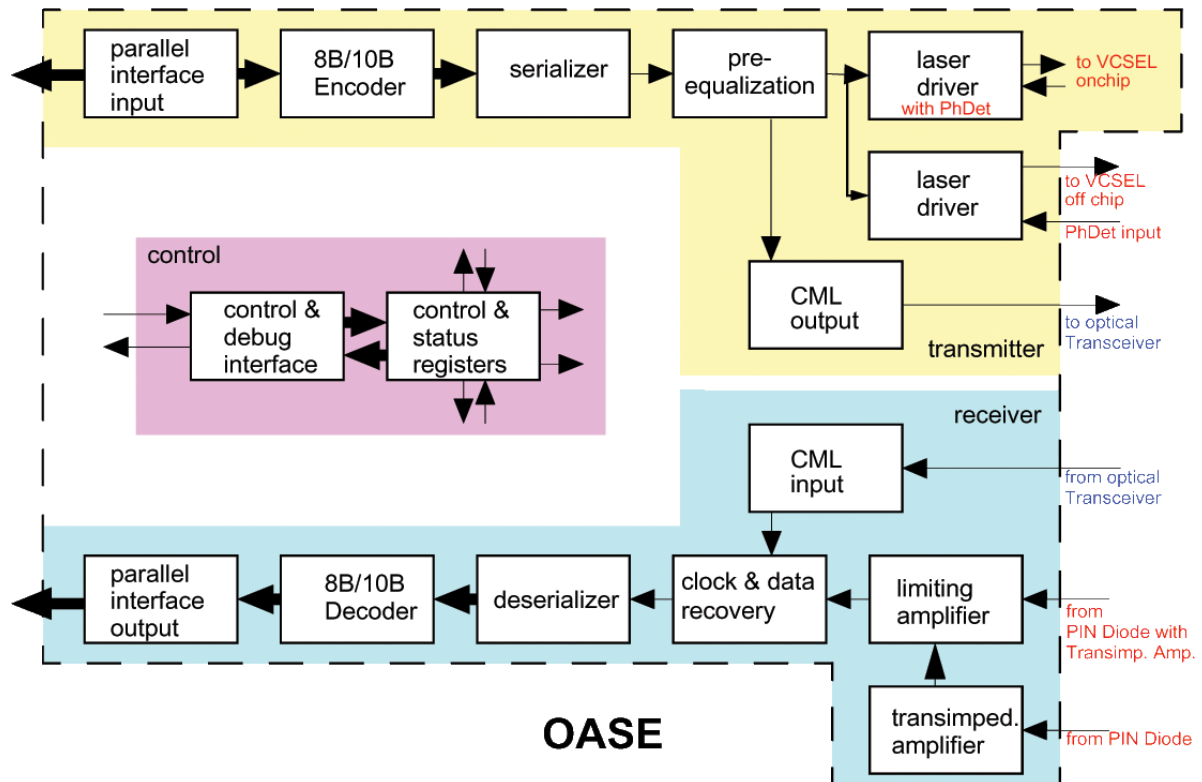 parallel
interface
input
8B/10B
Encoder
serializer
pre-
equalization
laser
driver
with PhDet
to VCSEL
onchip
laser
driver
to VCSEL
off chip
PhDet input
control
control &
debug
interface
control &
status
registers
CML
output
to optical
Transceiver
transmitter
receiver
CML
input
from optical
Transceiver
parallel
interface
output
8B/10B
Decoder
deserializer
clock & data
recovery
limiting
amplifier
from
PIN Diode with
Transimp. Amp.
transimped.
amplifier
from PIN Diode
OASE